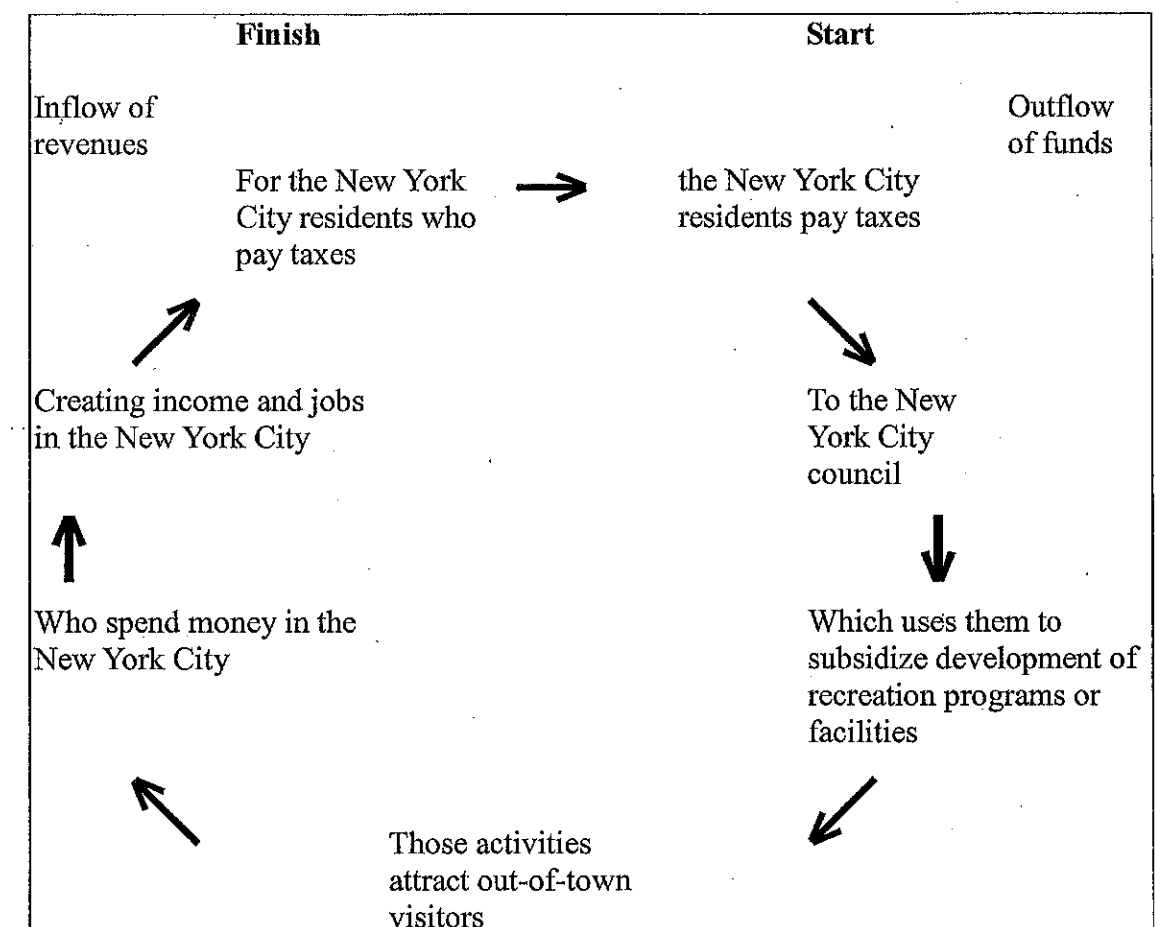 Finish
Start
Inflow of
revenues
Outflow
of funds
For the New York
City residents who
pay taxes
the New York City
residents pay taxes
Creating income and jobs
in the New York City
To the New
York City
council
Who spend money in the
New York City
Which uses them to
subsidize development of
recreation programs or
facilities
Those activities
attract out-of-town
visitors